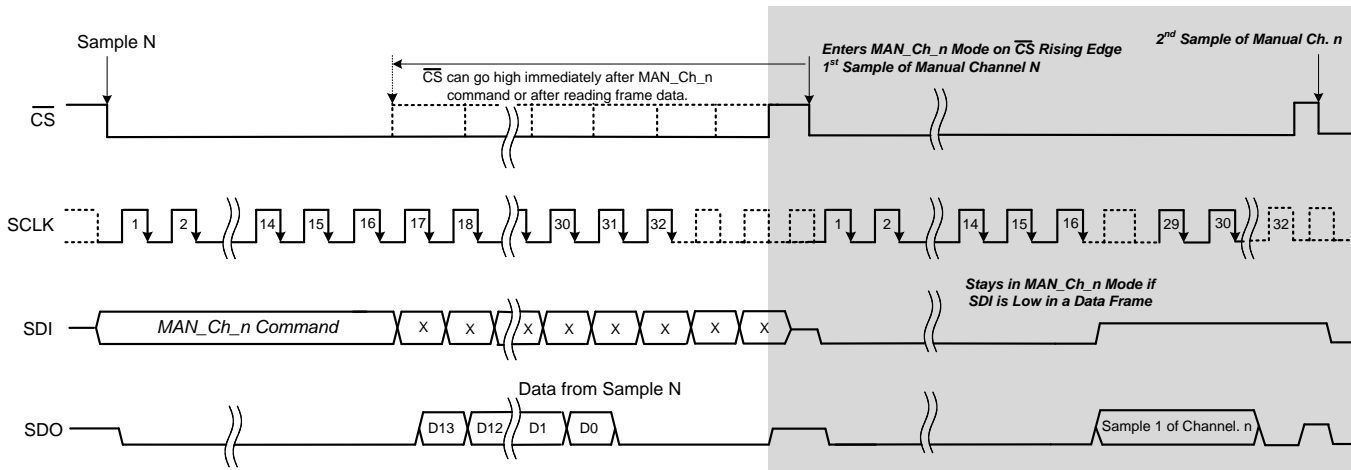 Sample N
Enters MAN_Ch_n Mode on CS Rising Edge
1st Sample of Manual Channel N
2nd Sample of Manual Ch. n
CS can go high immediately after MAN_Ch_n
command or after reading frame data.
CS
SCLK 1 2 14 15 16 17 18 30 31 32 1 2 14 15 16 29 30 32
Stays in MAN_Ch_n Mode if
SDI is Low in a Data Frame
SDI MAN_Ch_n Command X X X X X X X X
Data from Sample N
SDO D13 D12 D1 D0 Sample 1 of Channel. n